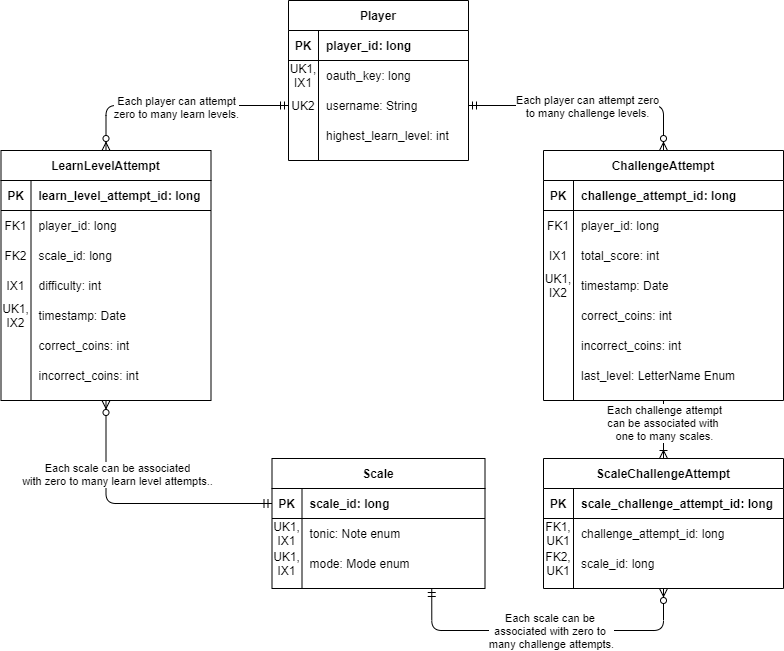 Player
PK player_id: long
UK1,
IX1
oauth_key: long
UK2 username: String
highest_learn_level: int
Each player can attempt
zero to many learn levels.
Each player can attempt zero
to many challenge levels.
LearnLevelAttempt
PK learn_level_attempt_id: long
FK1 player_id: long
FK2 scale_id: long
IX1 difficulty: int
UK1,
IX2
timestamp: Date
correct_coins: int
incorrect_coins: int
ChallengeAttempt
PK challenge_attempt_id: long
FK1 player_id: long
IX1 total_score: int
UK1,
IX2
timestamp: Date
correct_coins: int
incorrect_coins: int
last_level: LetterName Enum
Each challenge attempt
can be associated with
one to many scales.
Each scale can be associated
with zero to many learn level attempts..
Scale
PK scale_id: long
UK1,
IX1
tonic: Note enum
UK1,
IX1
mode: Mode enum
ScaleChallengeAttempt
PK scale_challenge_attempt_id: long
FK1,
UK1
challenge_attempt_id: long
FK2,
UK1
scale_id: long
Each scale can be
associated with zero to
many challenge attempts.